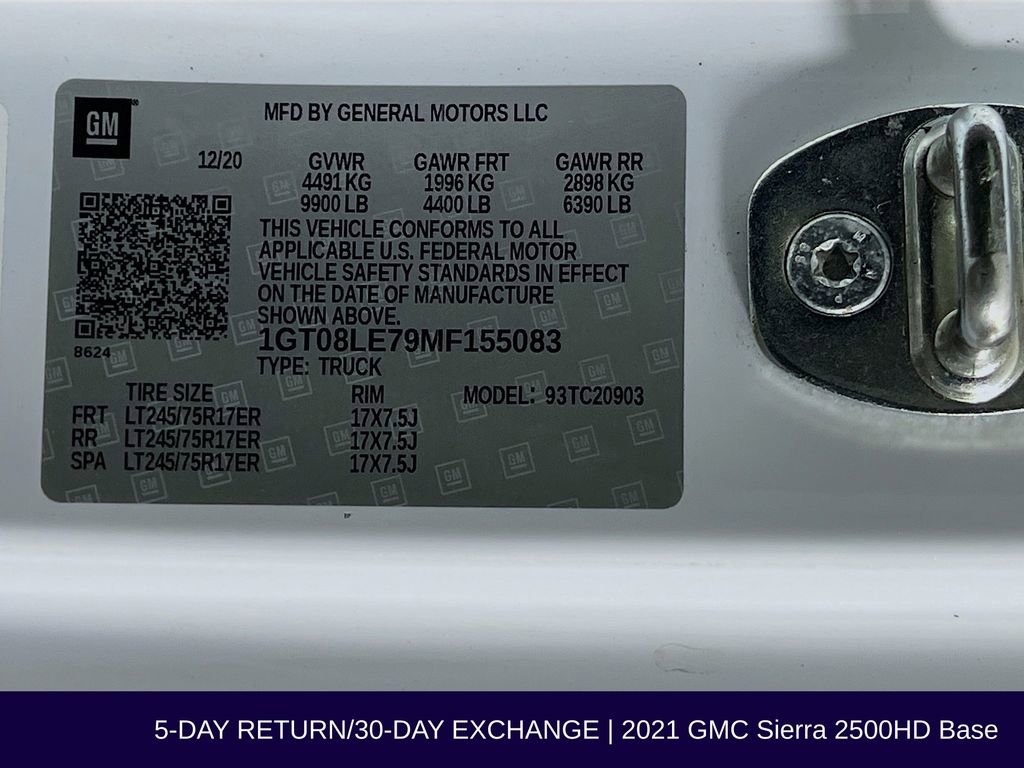 GM
MFD BY GENERAL MOTORS LLC
12/20 GVWR GAWR FRT GAWR RR
4491 KG 1996 KG 2898 KG
9900 LB 4400 LB 6390 LB
THIS VEHICLE CONFORMS TO ALL
APPLICABLE U.S. FEDERAL MOTOR
VEHICLE SAFETY STANDARDS IN EFFECT
ON THE DATE OF MANUFACTURE
SHOWN ABOVE.
8624
1GT08LE79MF155083
TYPE: TRUCK
TIRE SIZE RIM MODEL: 93TC20903
FRT LT245/75R17ER 17X7.5J
RR LT245/75R17ER 17X7.5J
SPA LT245/75R17ER 17X7.5J
5-DAY RETURN/30-DAY EXCHANGE | 2021 GMC Sierra 2500HD Base